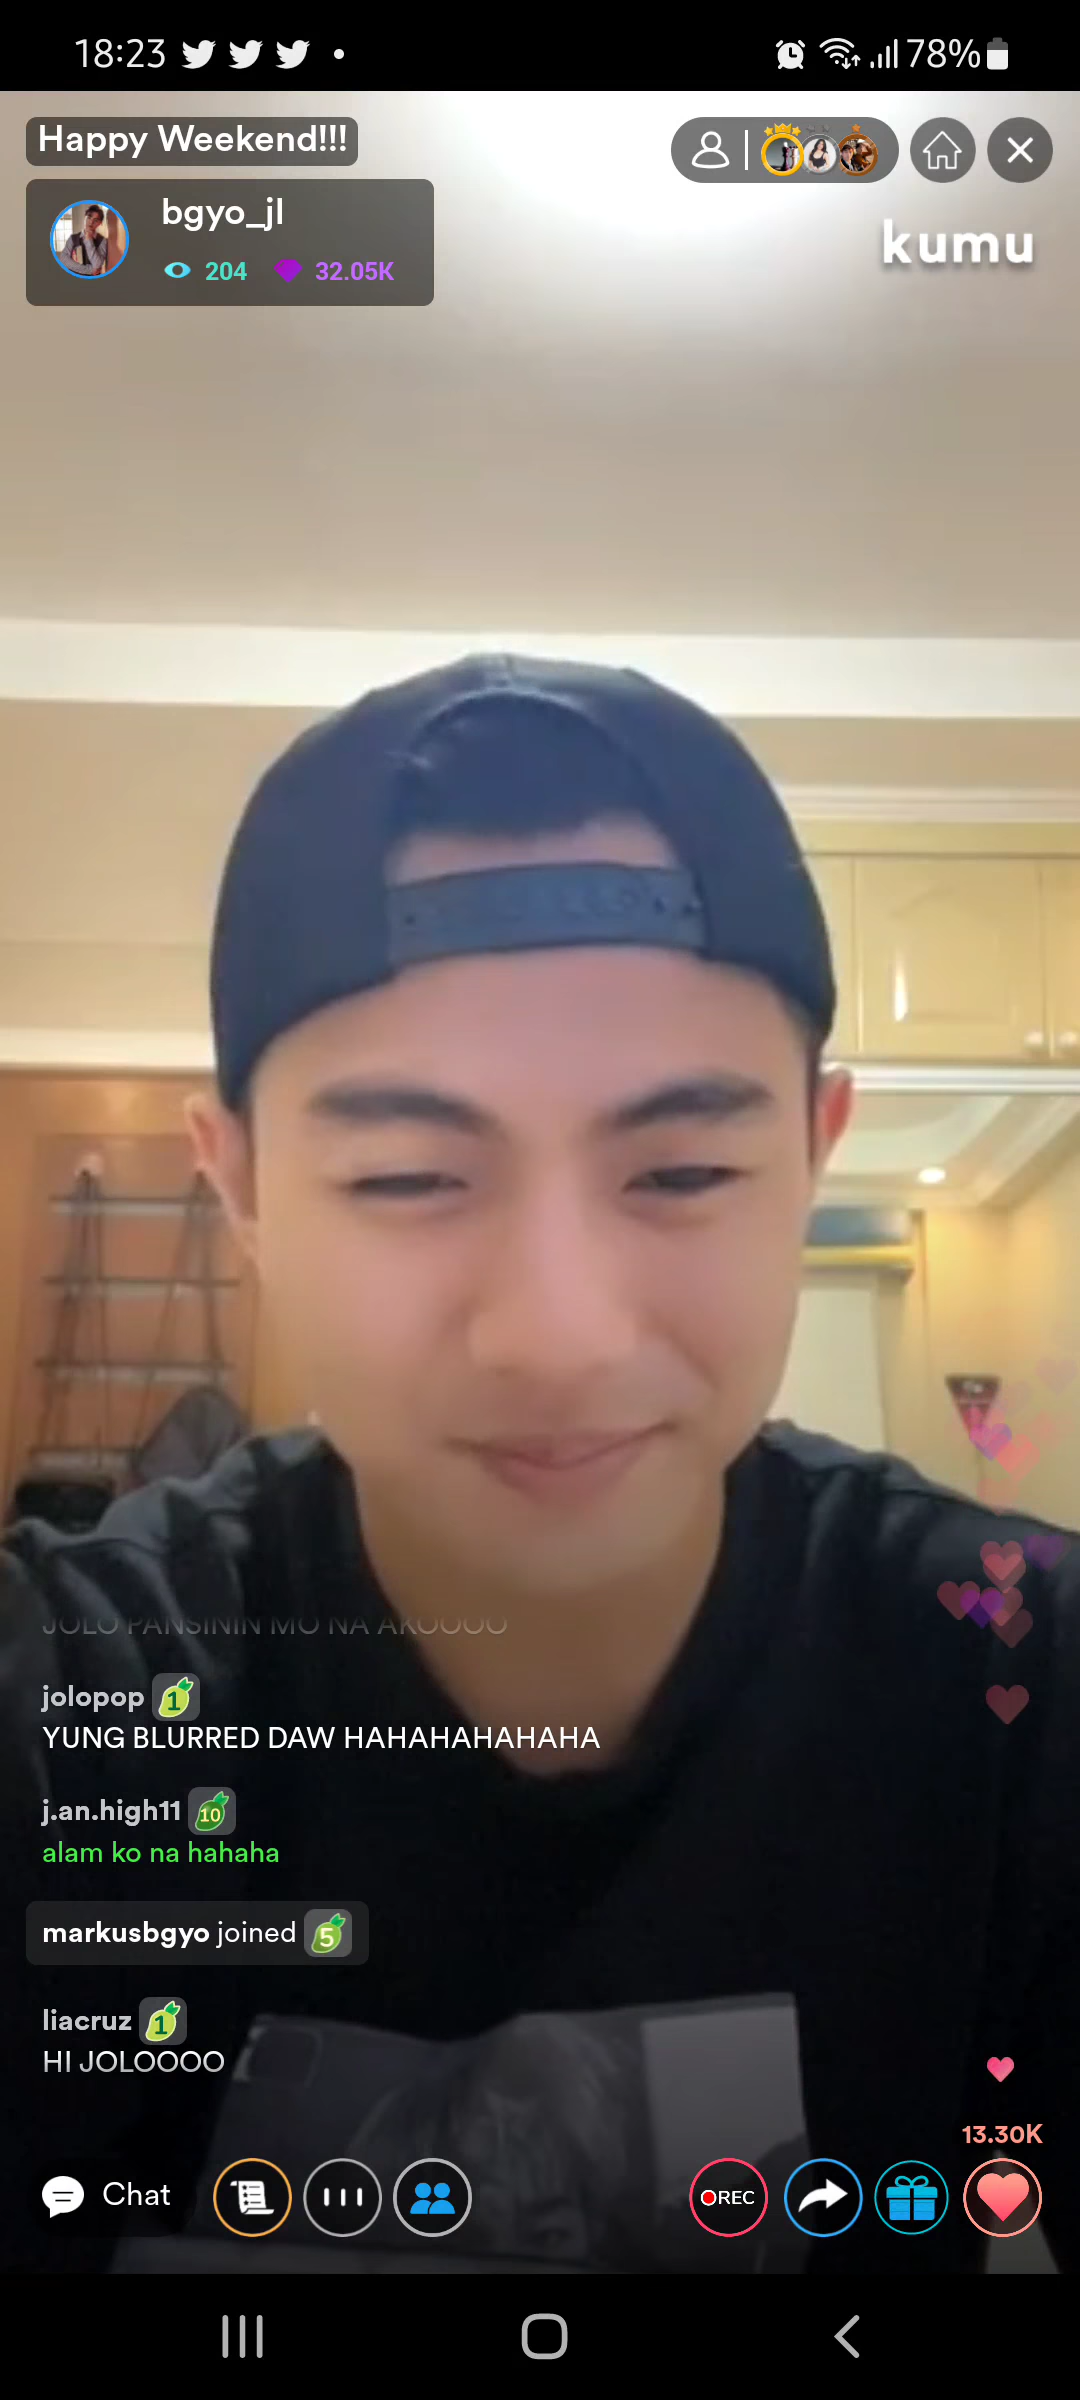 18:23
78%
Happy Weekend!!!
bgyo_jl
204 32.05K
kumu
JOLO PANSININ MO NA AKOOOO
jolopop 1
YUNG BLURRED DAW HAHAHAHAHAHA
j.an.high11 10
alam ko na hahaha
markusbgyo joined 5
liacruz 1
HI JOLOOOO
13.30K
Chat
REC